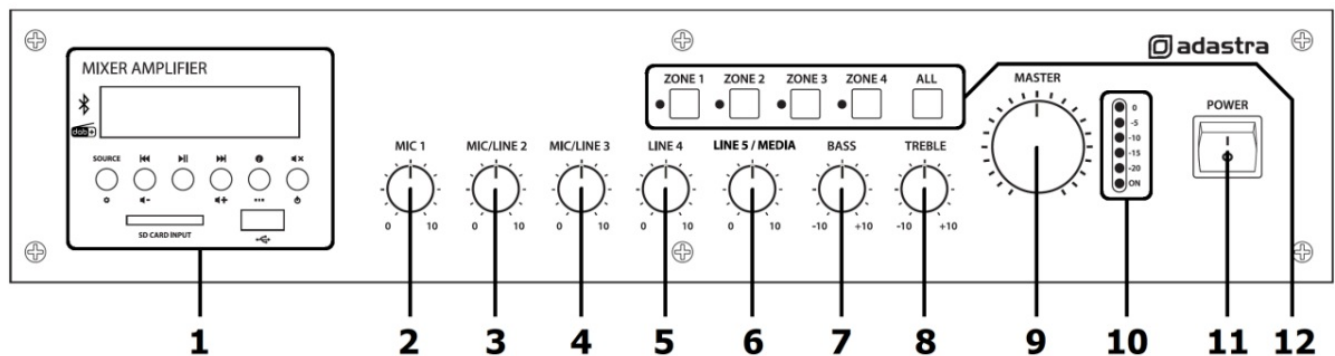 adastra
MIXER AMPLIFIER
dab+
SOURCE
SD CARD INPUT
ZONE 1 ZONE 2 ZONE 3 ZONE 4 ALL
MIC 1 MIC/LINE 2 MIC/LINE 3 LINE 4 LINE 5 / MEDIA BASS TREBLE
0 10 0 10 0 10 0 10 0 10 -10 +10 -10 +10
MASTER
0
-5
-10
-15
-20
ON
POWER
1 2 3 4 5 6 7 8 9 10 11 12